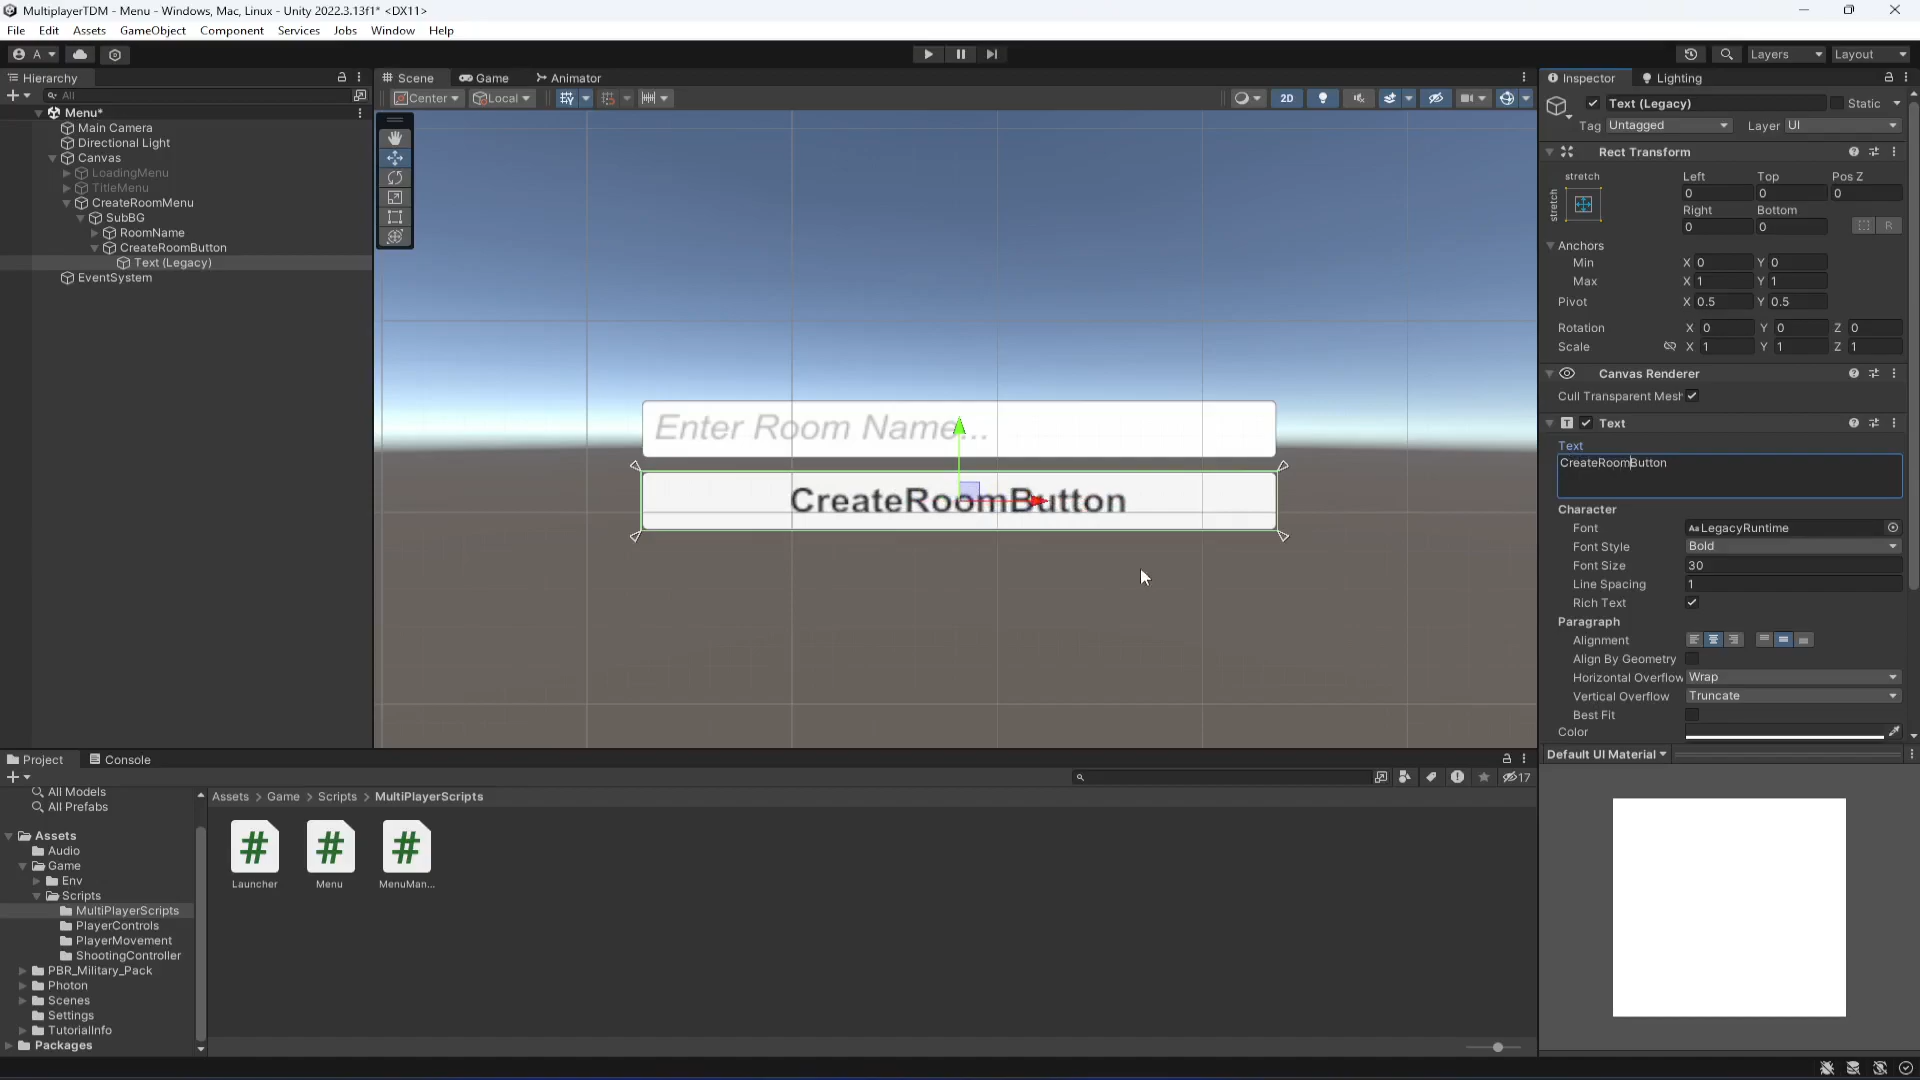 MultiplayerTDM - Menu - Windows, Mac, Linux - Unity 2022.3.13f1* <DX11>
File Edit Assets GameObject Component Services Jobs Window Help
A
Layers Layout
Hierarchy
All
Menu*
Main Camera
Directional Light
Canvas
LoadingMenu
TitleMenu
CreateRoomMenu
SubBG
RoomName
CreateRoomButton
Text (Legacy)
EventSystem
Scene Game Animator
Center Local 2D
Enter Room Name...
CreateRoomButton
Inspector Lighting
Text (Legacy) Static
Tag Untagged Layer UI
Rect Transform
stretch Left Top Pos Z
stretch 0 0 0
Right Bottom
0 0 R
Anchors
Min X 0 Y 0
Max X 1 Y 1
Pivot X 0.5 Y 0.5
Rotation X 0 Y 0 Z 0
Scale X 1 Y 1 Z 1
Canvas Renderer
Cull Transparent Mesh
T Text
Text
CreateRoomButton
Character
Font Aa LegacyRuntime
Font Style Bold
Font Size 30
Line Spacing 1
Rich Text
Paragraph
Alignment
Align By Geometry
Horizontal Overflow Wrap
Vertical Overflow Truncate
Best Fit
Color
Default UI Material
Project Console
17
All Models
All Prefabs
Assets
Audio
Game
Env
Scripts
MultiPlayerScripts
PlayerControls
PlayerMovement
ShootingController
PBR_Military_Pack
Photon
Scenes
Settings
TutorialInfo
Packages
Assets > Game > Scripts > MultiPlayerScripts
# # #
Launcher Menu MenuMan...